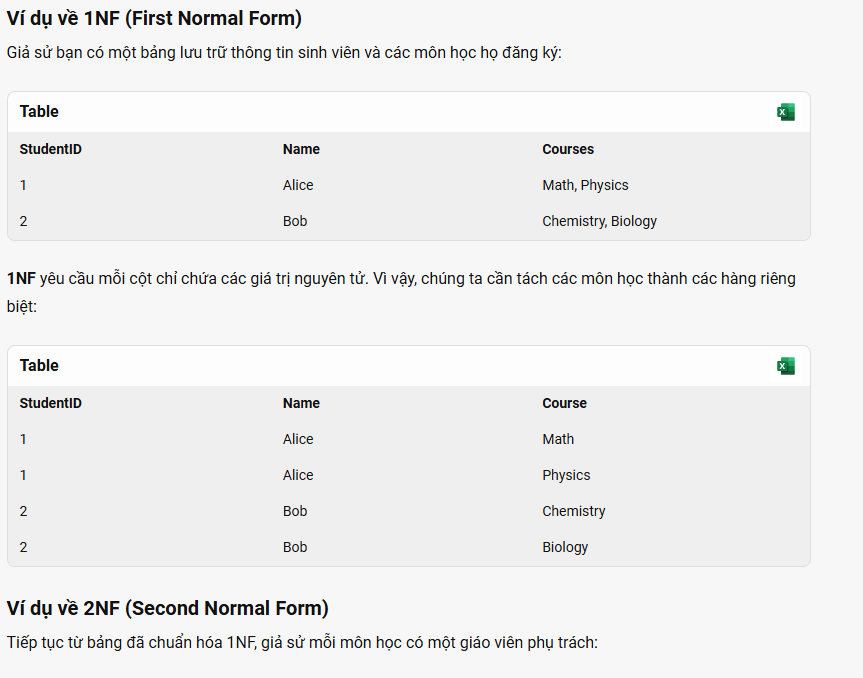 Ví dụ về 1NF (First Normal Form)
Giả sử bạn có một bảng lưu trữ thông tin sinh viên và các môn học họ đăng ký:
Table
StudentID Name Courses
1 Alice Math, Physics
2 Bob Chemistry, Biology
1NF yêu cầu mỗi cột chỉ chứa các giá trị nguyên tử. Vì vậy, chúng ta cần tách các môn học thành các hàng riêng
biệt:
Table
StudentID Name Course
1 Alice Math
1 Alice Physics
2 Bob Chemistry
2 Bob Biology
Ví dụ về 2NF (Second Normal Form)
Tiếp tục từ bảng đã chuẩn hóa 1NF, giả sử mỗi môn học có một giáo viên phụ trách: